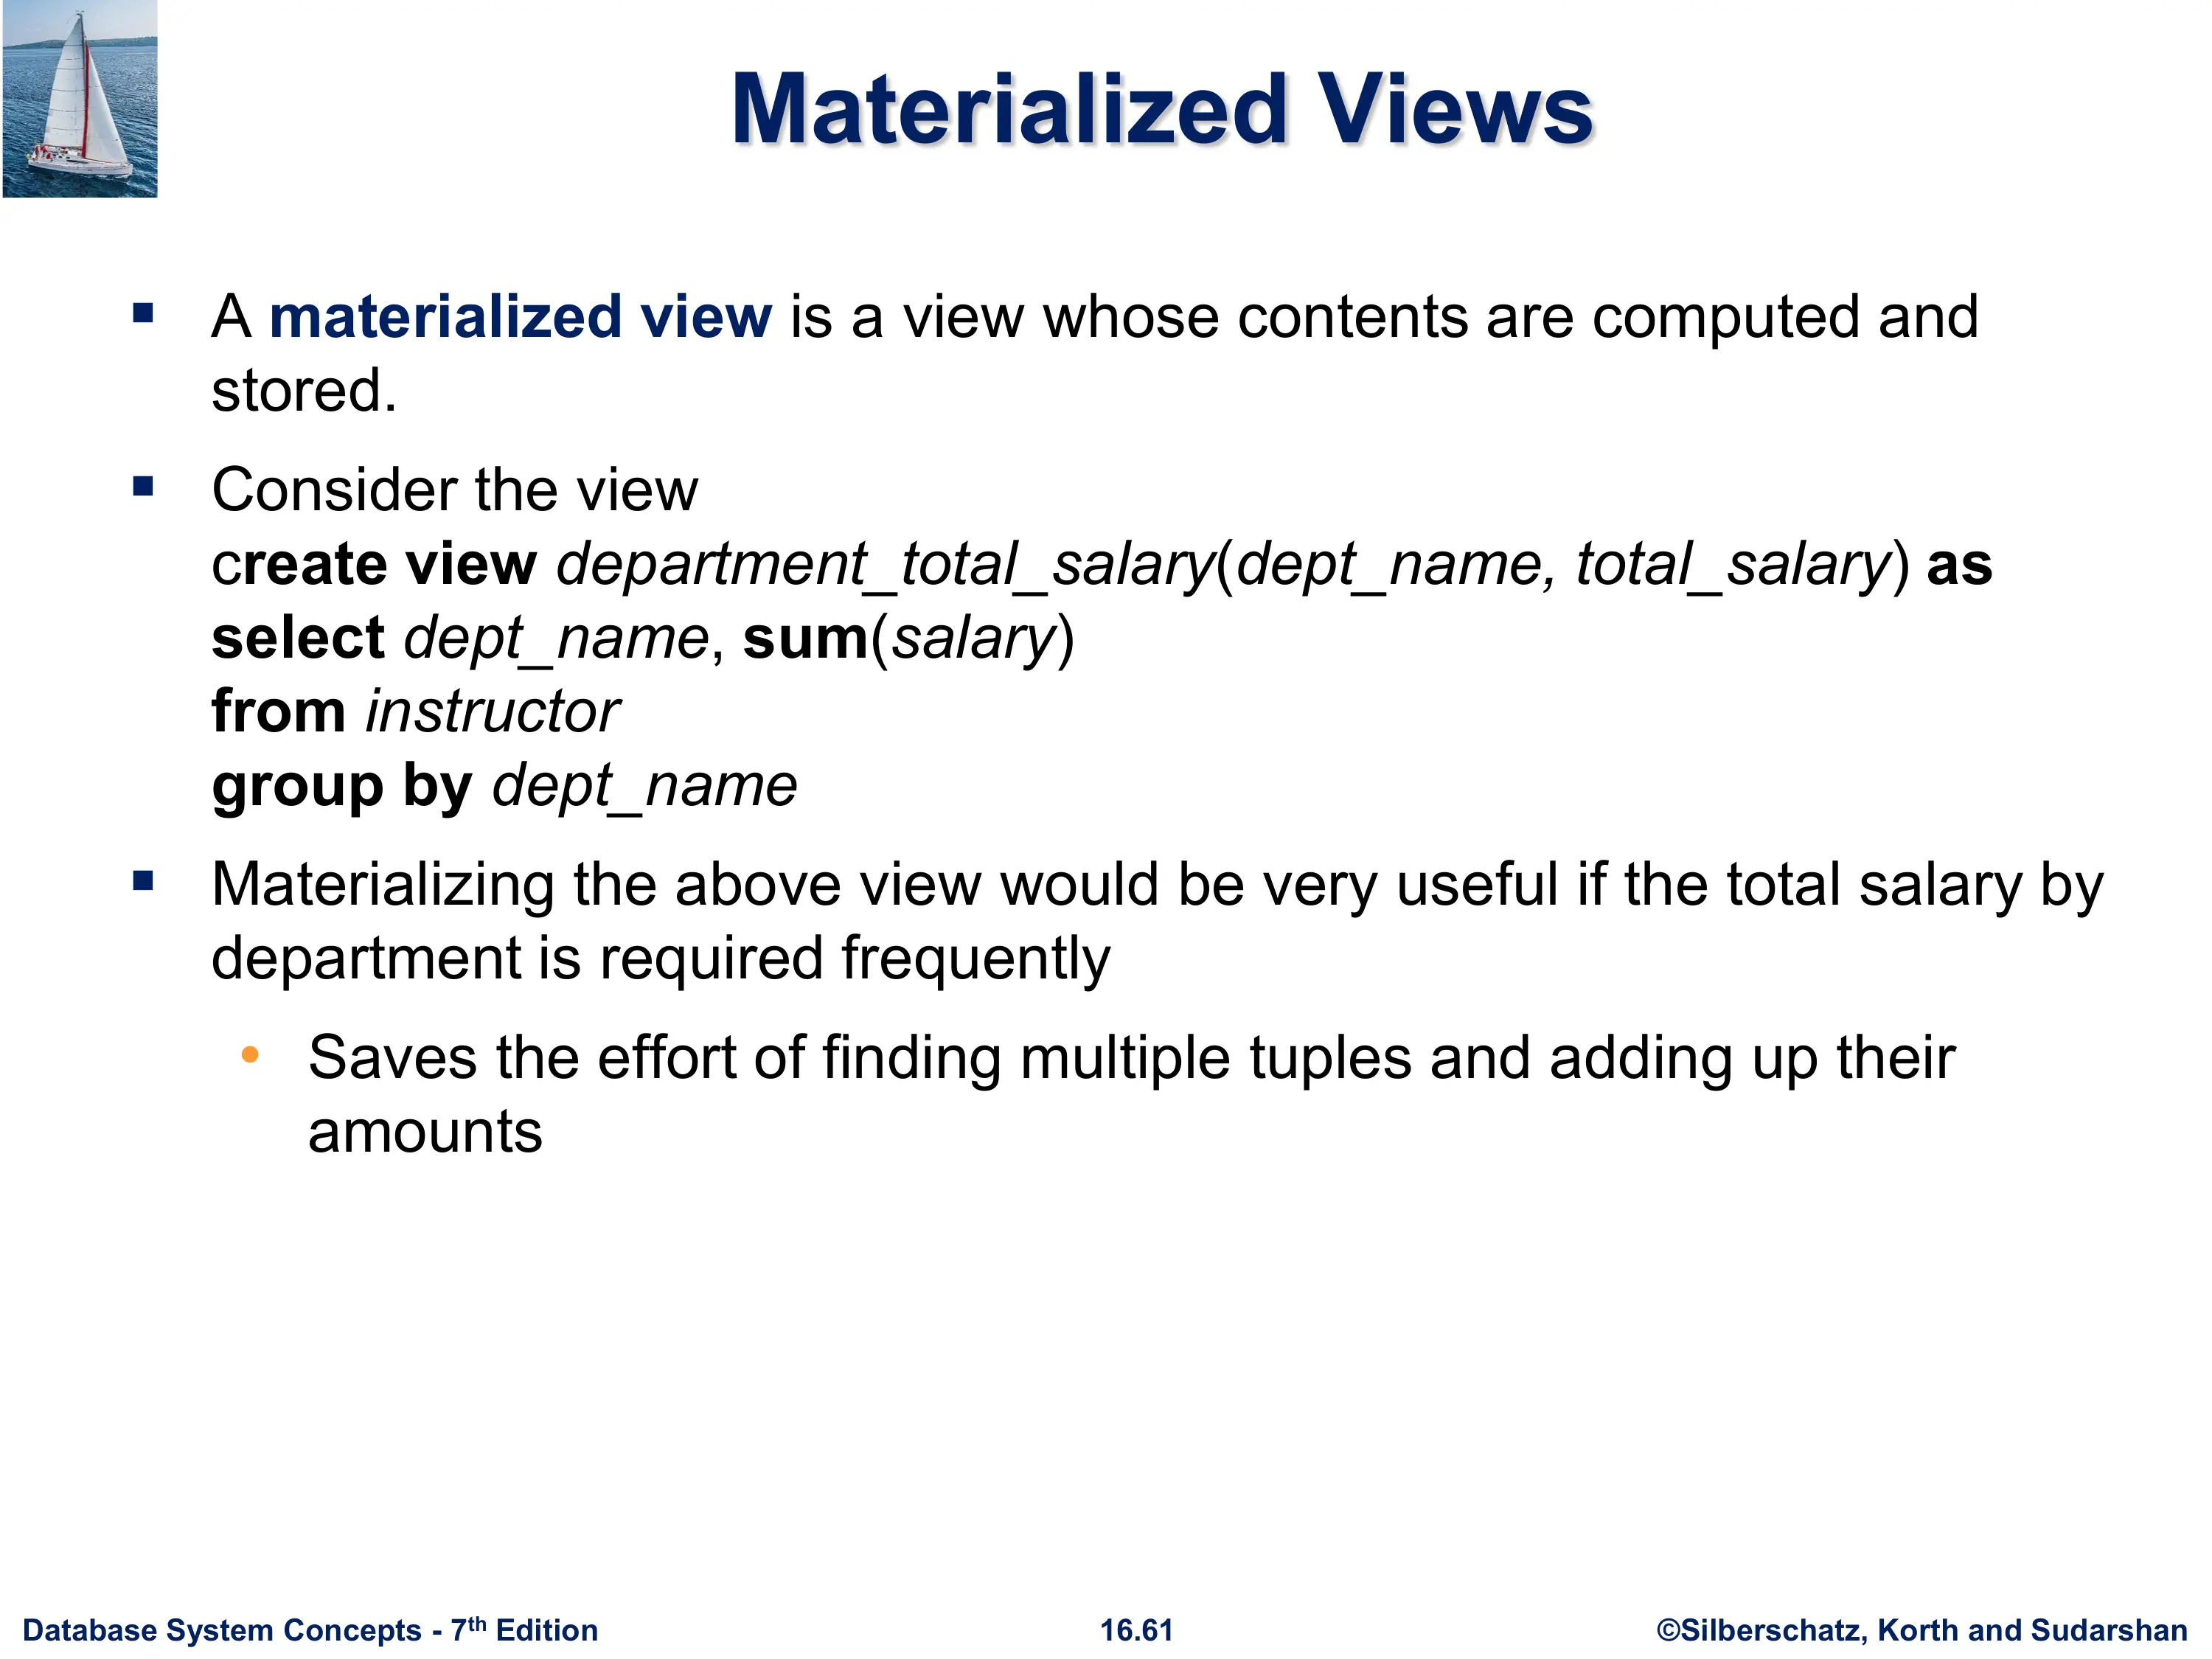 Materialized Views
A materialized view is a view whose contents are computed and
stored.
Consider the view
create view department_total_salary(dept_name, total_salary) as
select dept_name, sum(salary)
from instructor
group by dept_name
Materializing the above view would be very useful if the total salary by
department is required frequently
Saves the effort of finding multiple tuples and adding up their
amounts
Database System Concepts - 7th Edition
16.61
©Silberschatz, Korth and Sudarshan